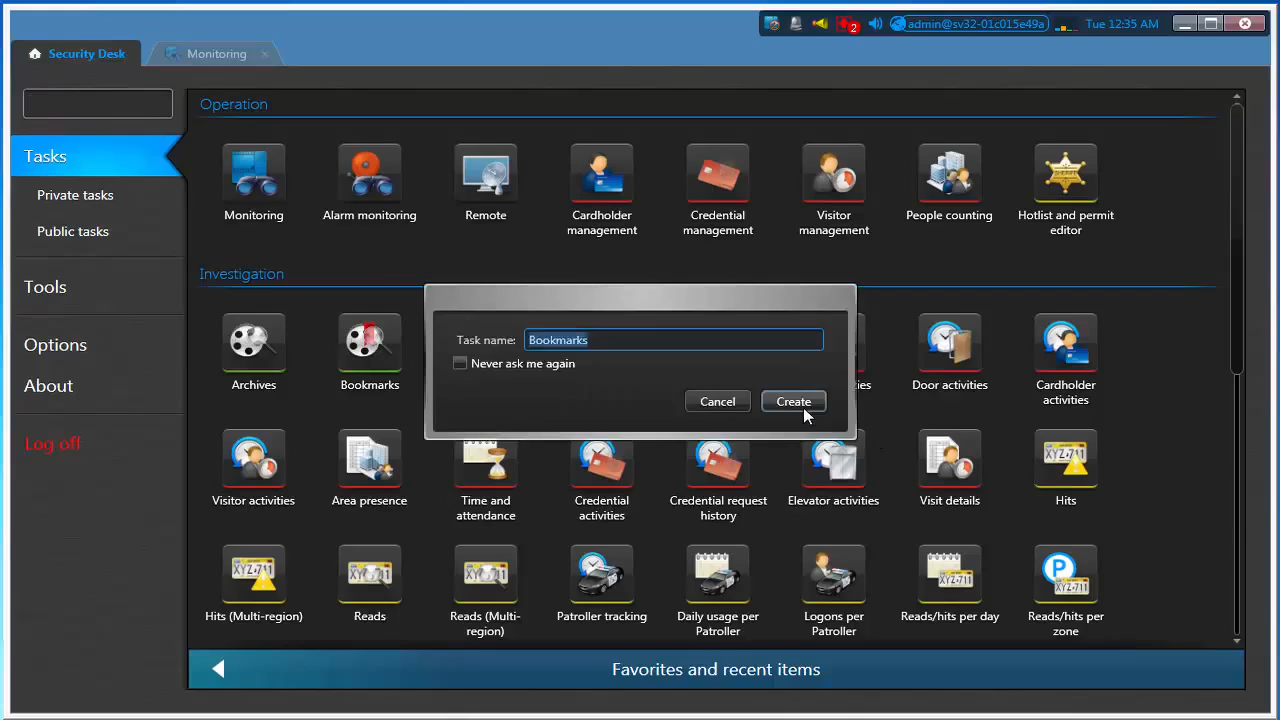 2
admin@sv32-01c015e49a
Tue 12:35 AM
Security Desk
Monitoring
Tasks
Private tasks
Public tasks
Tools
Options
About
Log off
Operation
Monitoring
Alarm monitoring
Remote
Cardholder
management
Credential
management
Visitor
management
People counting
Hotlist and permit
editor
Investigation
Archives
Bookmarks
Door activities
Cardholder
activities
Task name: Bookmarks
Never ask me again
Cancel
Create
Visitor activities
Area presence
Time and
attendance
Credential
activities
Credential request
history
Elevator activities
Visit details
Hits
Hits (Multi-region)
Reads
Reads (Multi-
region)
Patroller tracking
Daily usage per
Patroller
Logons per
Patroller
Reads/hits per day
Reads/hits per
zone
Favorites and recent items